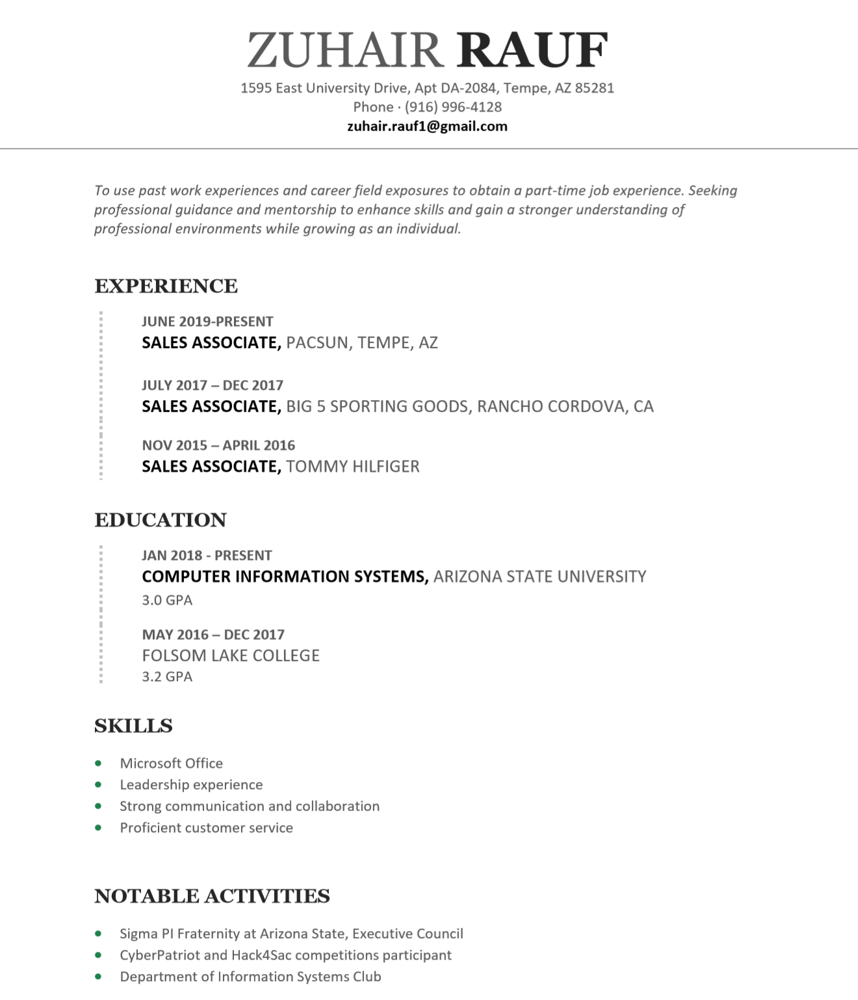 ZUHAIR RAUF
1595 East University Drive, Apt DA-2084, Tempe, AZ 85281
Phone · (916) 996-4128
zuhair.rauf1@gmail.com
To use past work experiences and career field exposures to obtain a part-time job experience. Seeking
professional guidance and mentorship to enhance skills and gain a stronger understanding of
professional environments while growing as an individual.
EXPERIENCE
JUNE 2019-PRESENT
SALES ASSOCIATE, PACSUN, TEMPE, AZ
JULY 2017 – DEC 2017
SALES ASSOCIATE, BIG 5 SPORTING GOODS, RANCHO CORDOVA, CA
NOV 2015 – APRIL 2016
SALES ASSOCIATE, TOMMY HILFIGER
EDUCATION
JAN 2018 - PRESENT
COMPUTER INFORMATION SYSTEMS, ARIZONA STATE UNIVERSITY
3.0 GPA
MAY 2016 – DEC 2017
FOLSOM LAKE COLLEGE
3.2 GPA
SKILLS
• Microsoft Office
• Leadership experience
• Strong communication and collaboration
• Proficient customer service
NOTABLE ACTIVITIES
• Sigma PI Fraternity at Arizona State, Executive Council
• CyberPatriot and Hack4Sac competitions participant
• Department of Information Systems Club